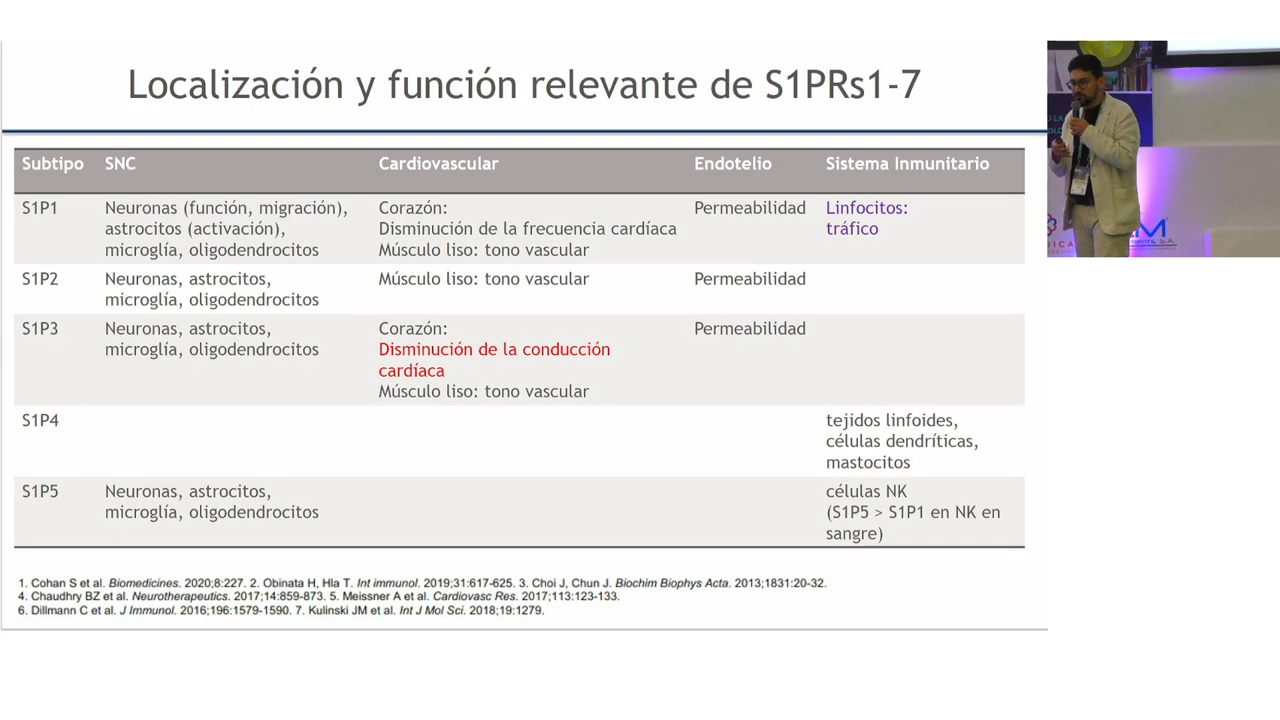 Localización y función relevante de S1PRs1-7
Subtipo SNC Cardiovascular Endotelio Sistema Inmunitario
S1P1 Neuronas (función, migración), Corazón: Permeabilidad Linfocitos:
astrocitos (activación), Disminución de la frecuencia cardíaca tráfico
microglía, oligodendrocitos Músculo liso: tono vascular
S1P2 Neuronas, astrocitos, Músculo liso: tono vascular Permeabilidad
microglía, oligodendrocitos
S1P3 Neuronas, astrocitos, Corazón: Permeabilidad
microglía, oligodendrocitos Disminución de la conducción
cardíaca
Músculo liso: tono vascular
S1P4 tejidos linfoides,
células dendríticas,
mastocitos
S1P5 Neuronas, astrocitos, células NK
microglía, oligodendrocitos (S1P5 > S1P1 en NK en
sangre)
1. Cohan S et al. Biomedicines. 2020;8:227. 2. Obinata H, Hla T. Int immunol. 2019;31:617-625. 3. Choi J, Chun J. Biochim Biophys Acta. 2013;1831:20-32.
4. Chaudhry BZ et al. Neurotherapeutics. 2017;14:859-873. 5. Meissner A et al. Cardiovasc Res. 2017;113:123-133.
6. Dillmann C et al. J Immunol. 2016;196:1579-1590. 7. Kulinski JM et al. Int J Mol Sci. 2018;19:1279.